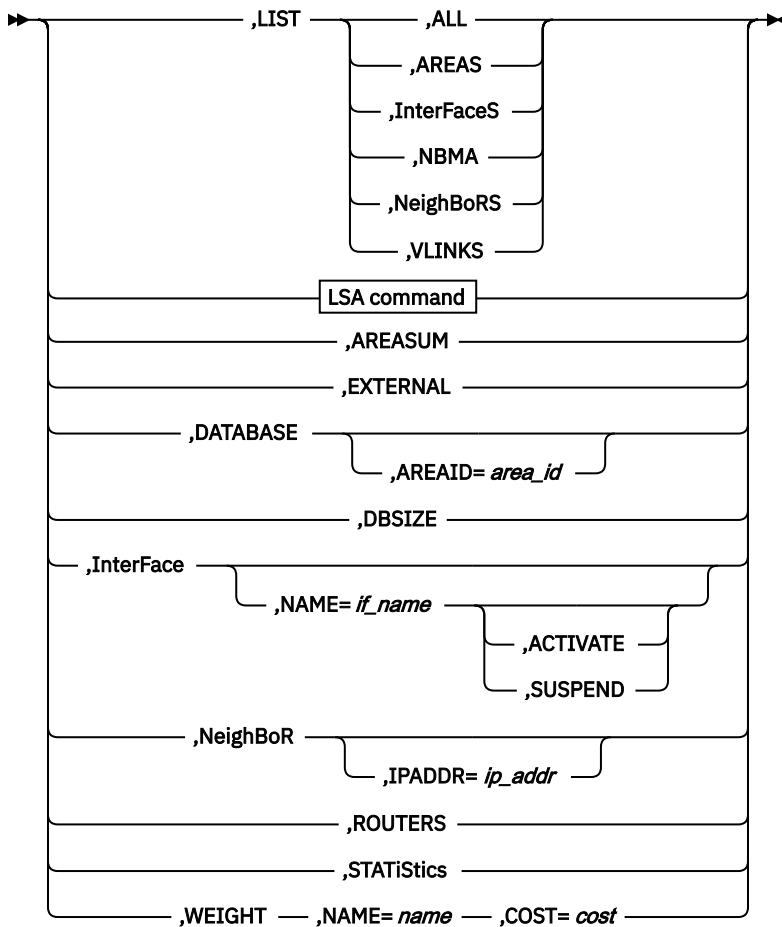 ,LIST ,ALL
,AREAS
,InterFaceS
,NBMA
,NeighBoRS
,VLINKS
LSA command
,AREASUM
,EXTERNAL
,DATABASE
,AREAID= area_id
,DBSIZE
,InterFace
,NAME= if_name
,ACTIVATE
,SUSPEND
,NeighBoR
,IPADDR= ip_addr
,ROUTERS
,STATiStics
,WEIGHT ,NAME= name ,COST= cost